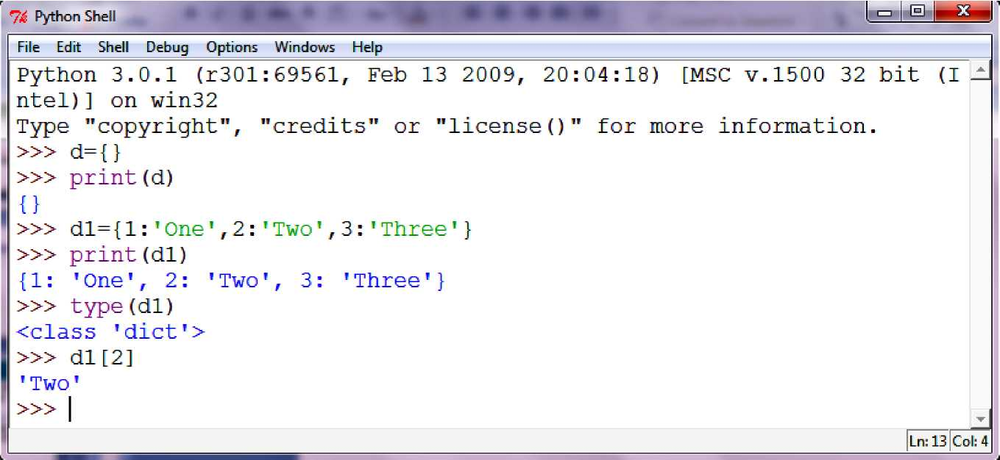 Python Shell
File Edit Shell Debug Options Windows Help
Python 3.0.1 (r301:69561, Feb 13 2009, 20:04:18) [MSC v.1500 32 bit (I
ntel)] on win32
Type "copyright", "credits" or "license()" for more information.
>>> d={}
>>> print(d)
{}
>>> d1={1:'One',2:'Two',3:'Three'}
>>> print(d1)
{1: 'One', 2: 'Two', 3: 'Three'}
>>> type(d1)
<class 'dict'>
>>> d1[2]
'Two'
>>>
Ln: 13 Col: 4